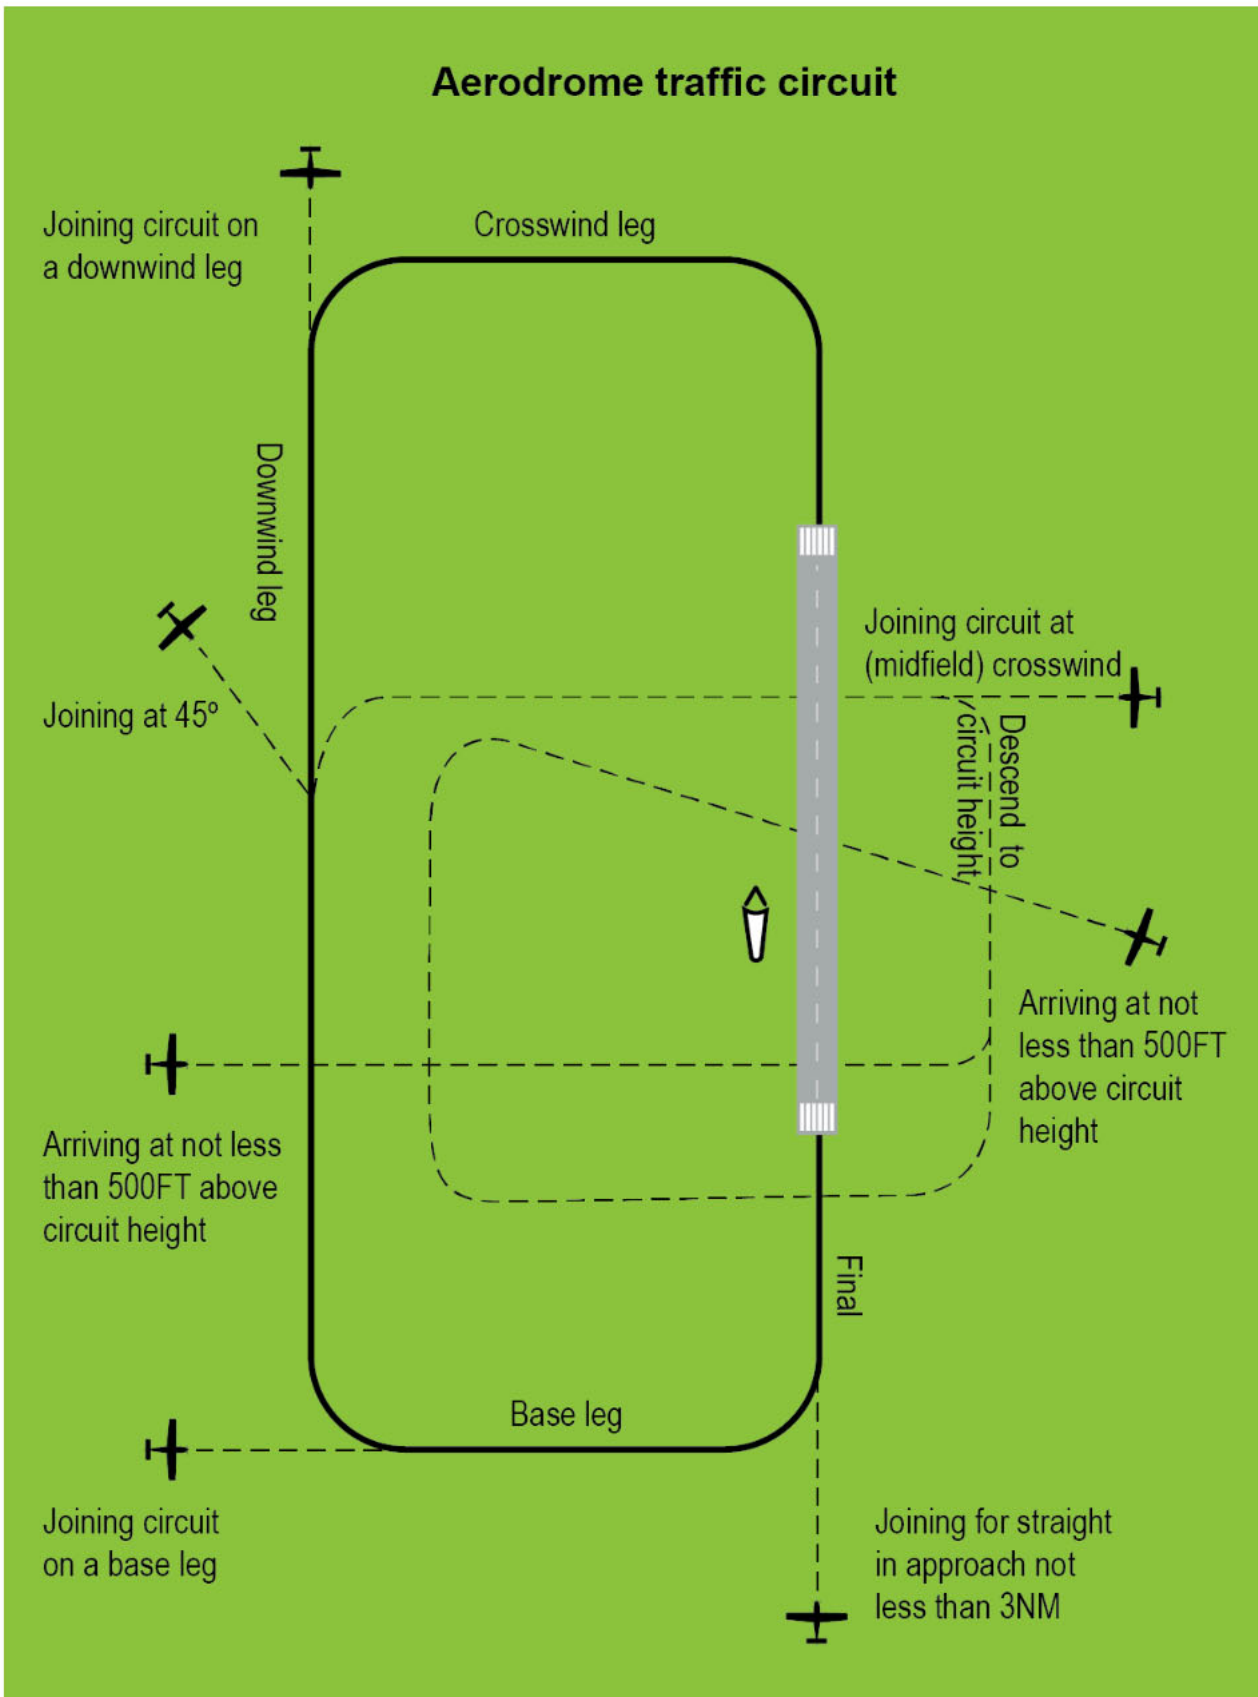 Aerodrome traffic circuit
Joining circuit on
a downwind leg
Crosswind leg
Downwind leg
Joining circuit at
(midfield) crosswind
Joining at 45º
Descend to
circuit height
Arriving at not
less than 500FT
above circuit
height
Arriving at not less
than 500FT above
circuit height
Final
Base leg
Joining circuit
on a base leg
Joining for straight
in approach not
less than 3NM